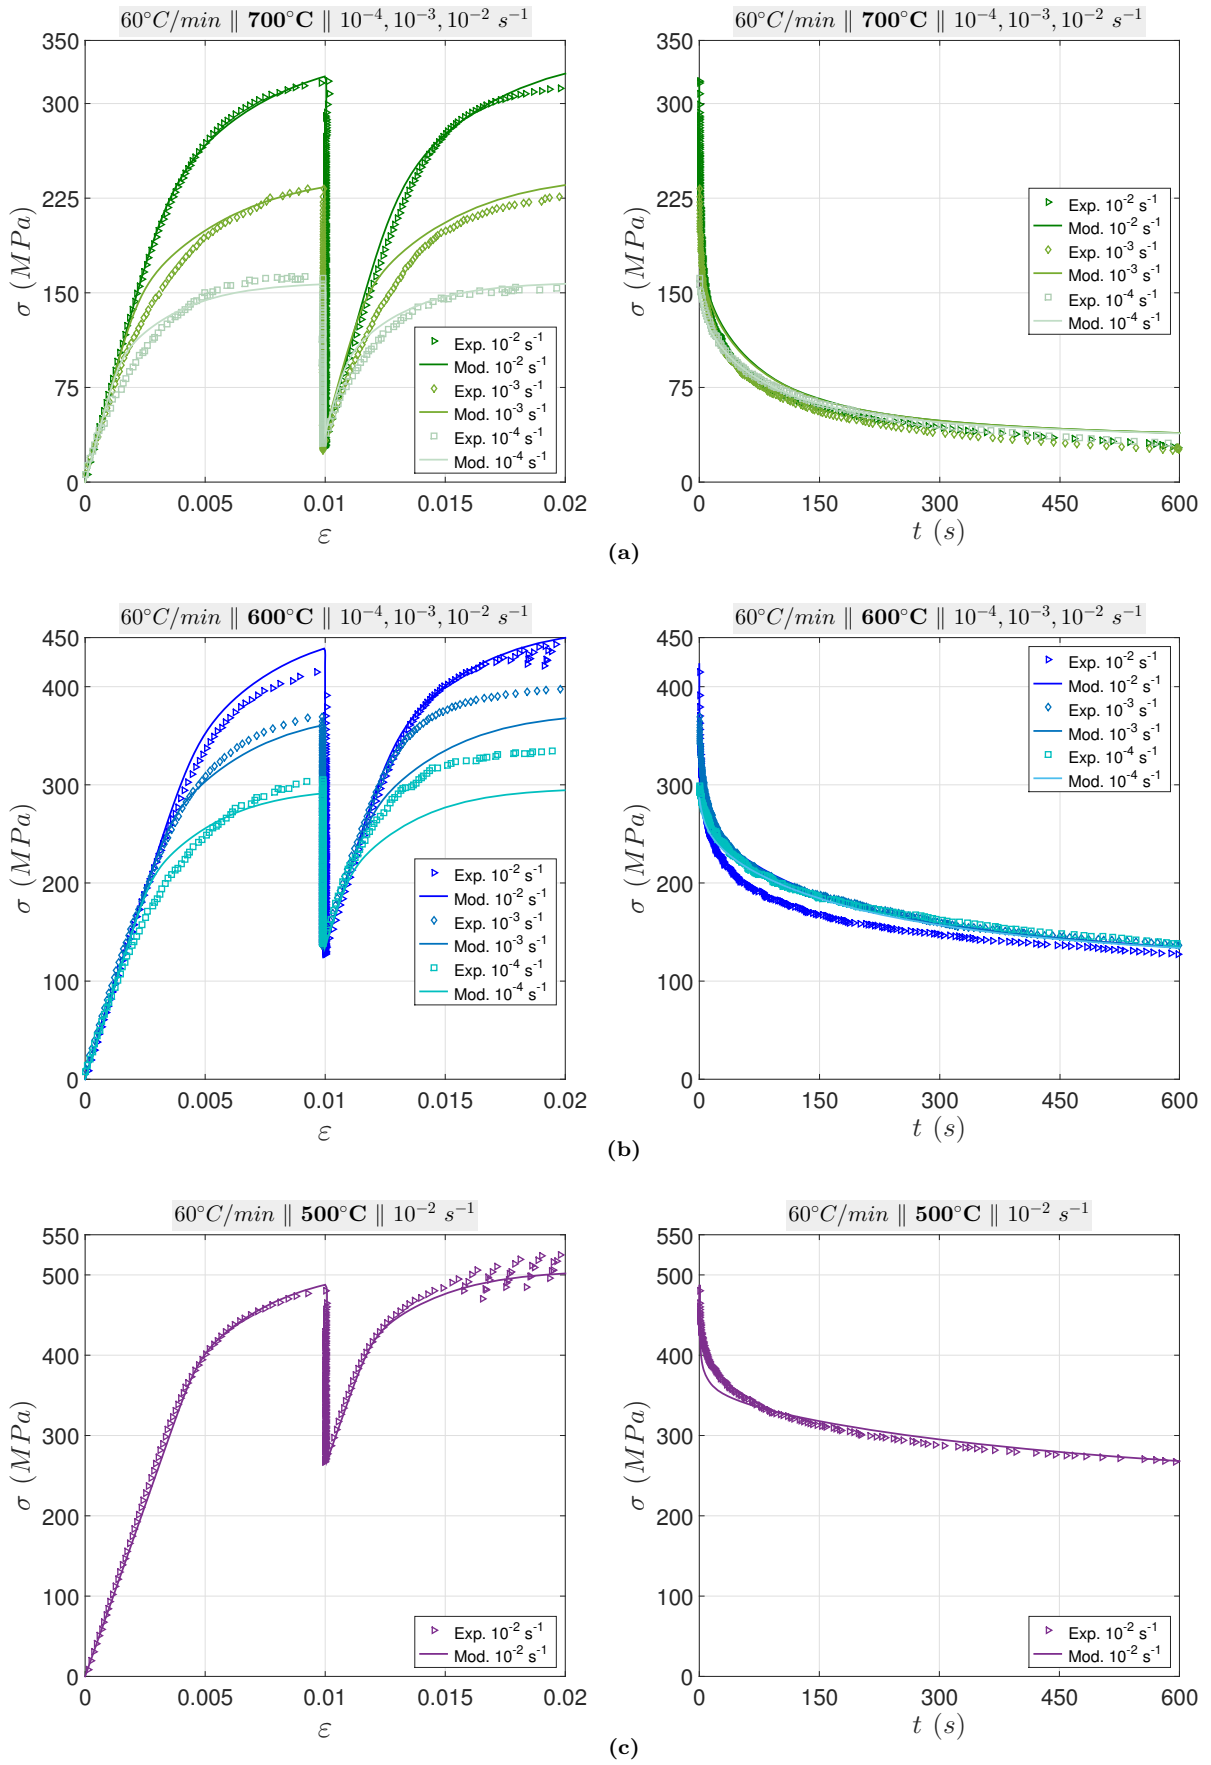 60°C/min ∥ 700°C ∥ 10⁻⁴, 10⁻³, 10⁻² s⁻¹
350
300
225
150
75
0
σ (MPa)
Exp. 10⁻² s⁻¹
Mod. 10⁻² s⁻¹
Exp. 10⁻³ s⁻¹
Mod. 10⁻³ s⁻¹
Exp. 10⁻⁴ s⁻¹
Mod. 10⁻⁴ s⁻¹
0 0.005 0.01 0.015 0.02
ε
60°C/min ∥ 700°C ∥ 10⁻⁴, 10⁻³, 10⁻² s⁻¹
350
300
225
150
75
0
σ (MPa)
Exp. 10⁻² s⁻¹
Mod. 10⁻² s⁻¹
Exp. 10⁻³ s⁻¹
Mod. 10⁻³ s⁻¹
Exp. 10⁻⁴ s⁻¹
Mod. 10⁻⁴ s⁻¹
0 150 300 450 600
t (s)
(a)
60°C/min ∥ 600°C ∥ 10⁻⁴, 10⁻³, 10⁻² s⁻¹
450
400
300
200
100
0
σ (MPa)
Exp. 10⁻² s⁻¹
Mod. 10⁻² s⁻¹
Exp. 10⁻³ s⁻¹
Mod. 10⁻³ s⁻¹
Exp. 10⁻⁴ s⁻¹
Mod. 10⁻⁴ s⁻¹
0 0.005 0.01 0.015 0.02
ε
60°C/min ∥ 600°C ∥ 10⁻⁴, 10⁻³, 10⁻² s⁻¹
450
400
300
200
100
0
σ (MPa)
Exp. 10⁻² s⁻¹
Mod. 10⁻² s⁻¹
Exp. 10⁻³ s⁻¹
Mod. 10⁻³ s⁻¹
Exp. 10⁻⁴ s⁻¹
Mod. 10⁻⁴ s⁻¹
0 150 300 450 600
t (s)
(b)
60°C/min ∥ 500°C ∥ 10⁻² s⁻¹
550
500
400
300
200
100
0
σ (MPa)
Exp. 10⁻² s⁻¹
Mod. 10⁻² s⁻¹
0 0.005 0.01 0.015 0.02
ε
60°C/min ∥ 500°C ∥ 10⁻² s⁻¹
550
500
400
300
200
100
0
σ (MPa)
Exp. 10⁻² s⁻¹
Mod. 10⁻² s⁻¹
0 150 300 450 600
t (s)
(c)